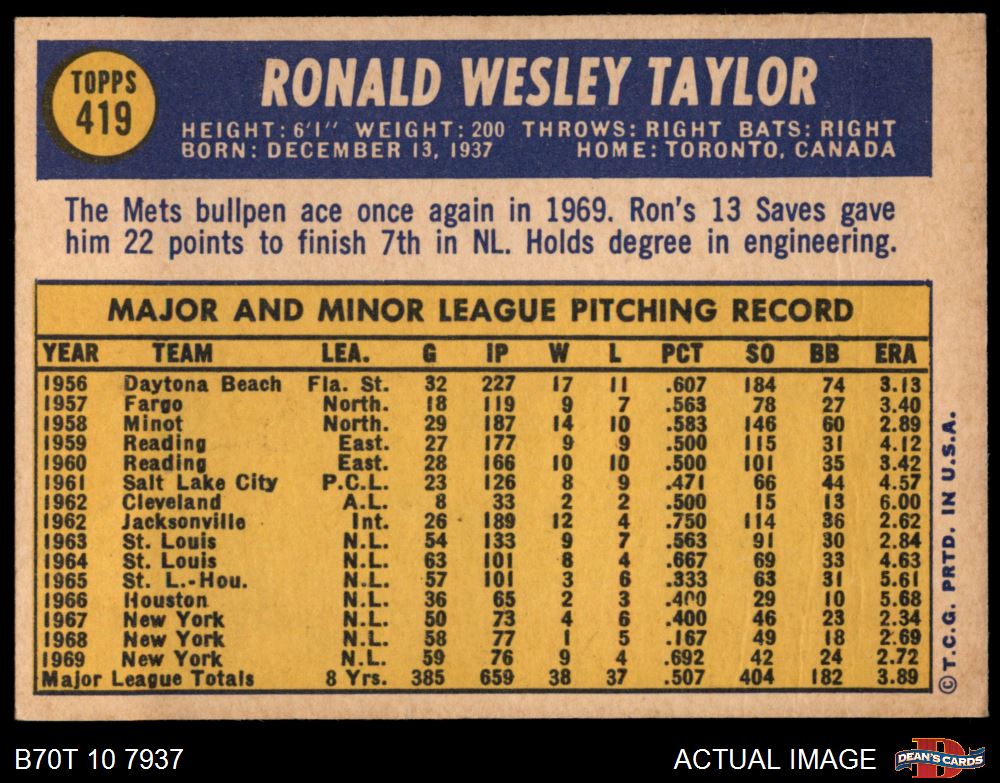 TOPPS
419
RONALD WESLEY TAYLOR
HEIGHT: 6'1" WEIGHT: 200 THROWS: RIGHT BATS: RIGHT
BORN: DECEMBER 13, 1937 HOME: TORONTO, CANADA
The Mets bullpen ace once again in 1969. Ron's 13 Saves gave
him 22 points to finish 7th in NL. Holds degree in engineering.
MAJOR AND MINOR LEAGUE PITCHING RECORD
YEAR TEAM LEA. G IP W L PCT SO BB ERA
1956 Daytona Beach Fla. St. 32 227 17 11 .607 184 74 3.13
1957 Fargo North. 18 119 9 7 .563 78 27 3.40
1958 Minot North. 29 187 14 10 .583 146 60 2.89
1959 Reading East. 27 177 9 9 .500 115 31 4.12
1960 Reading East. 28 166 10 10 .500 101 35 3.42
1961 Salt Lake City P.C.L. 23 126 8 9 .471 66 44 4.57
1962 Cleveland A.L. 8 33 2 2 .500 15 13 6.00
1962 Jacksonville Int. 26 189 12 4 .750 114 36 2.62
1963 St. Louis N.L. 54 133 9 7 .563 91 30 2.84
1964 St. Louis N.L. 63 101 8 4 .667 69 33 4.63
1965 St. L.-Hou. N.L. 57 101 3 6 .333 63 31 5.61
1966 Houston N.L. 36 65 2 3 .400 29 10 5.68
1967 New York N.L. 50 73 4 6 .400 46 23 2.34
1968 New York N.L. 58 77 1 5 .167 49 18 2.69
1969 New York N.L. 59 76 9 4 .692 42 24 2.72
Major League Totals 8 Yrs. 385 659 38 37 .507 404 182 3.89
©T.C.G. PRTD. IN U.S.A.
B70T 10 7937 ACTUAL IMAGE
D
DEAN'S CARDS